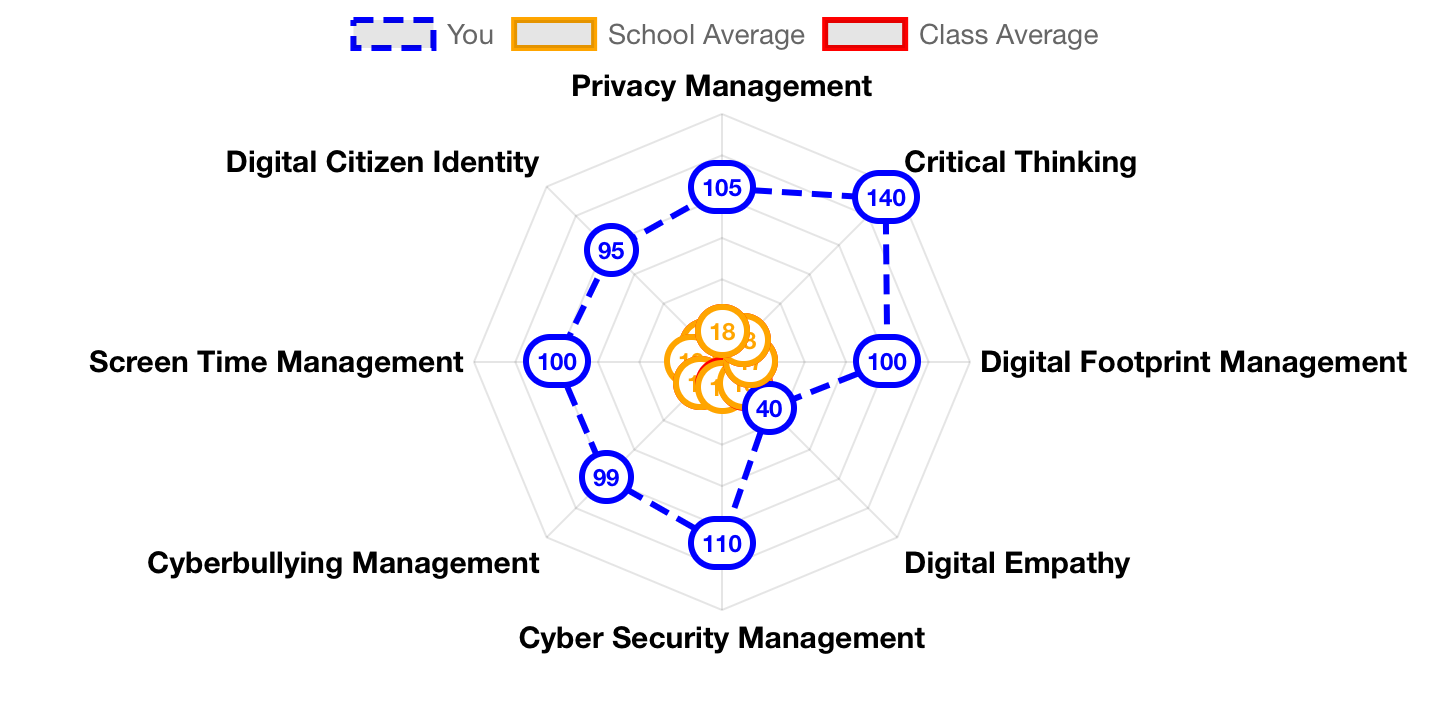 You School Average Class Average
Privacy Management
Digital Citizen Identity Critical Thinking
105
140
95
18
Screen Time Management 100 100 Digital Footprint Management
40
99
110
Cyberbullying Management Digital Empathy
Cyber Security Management